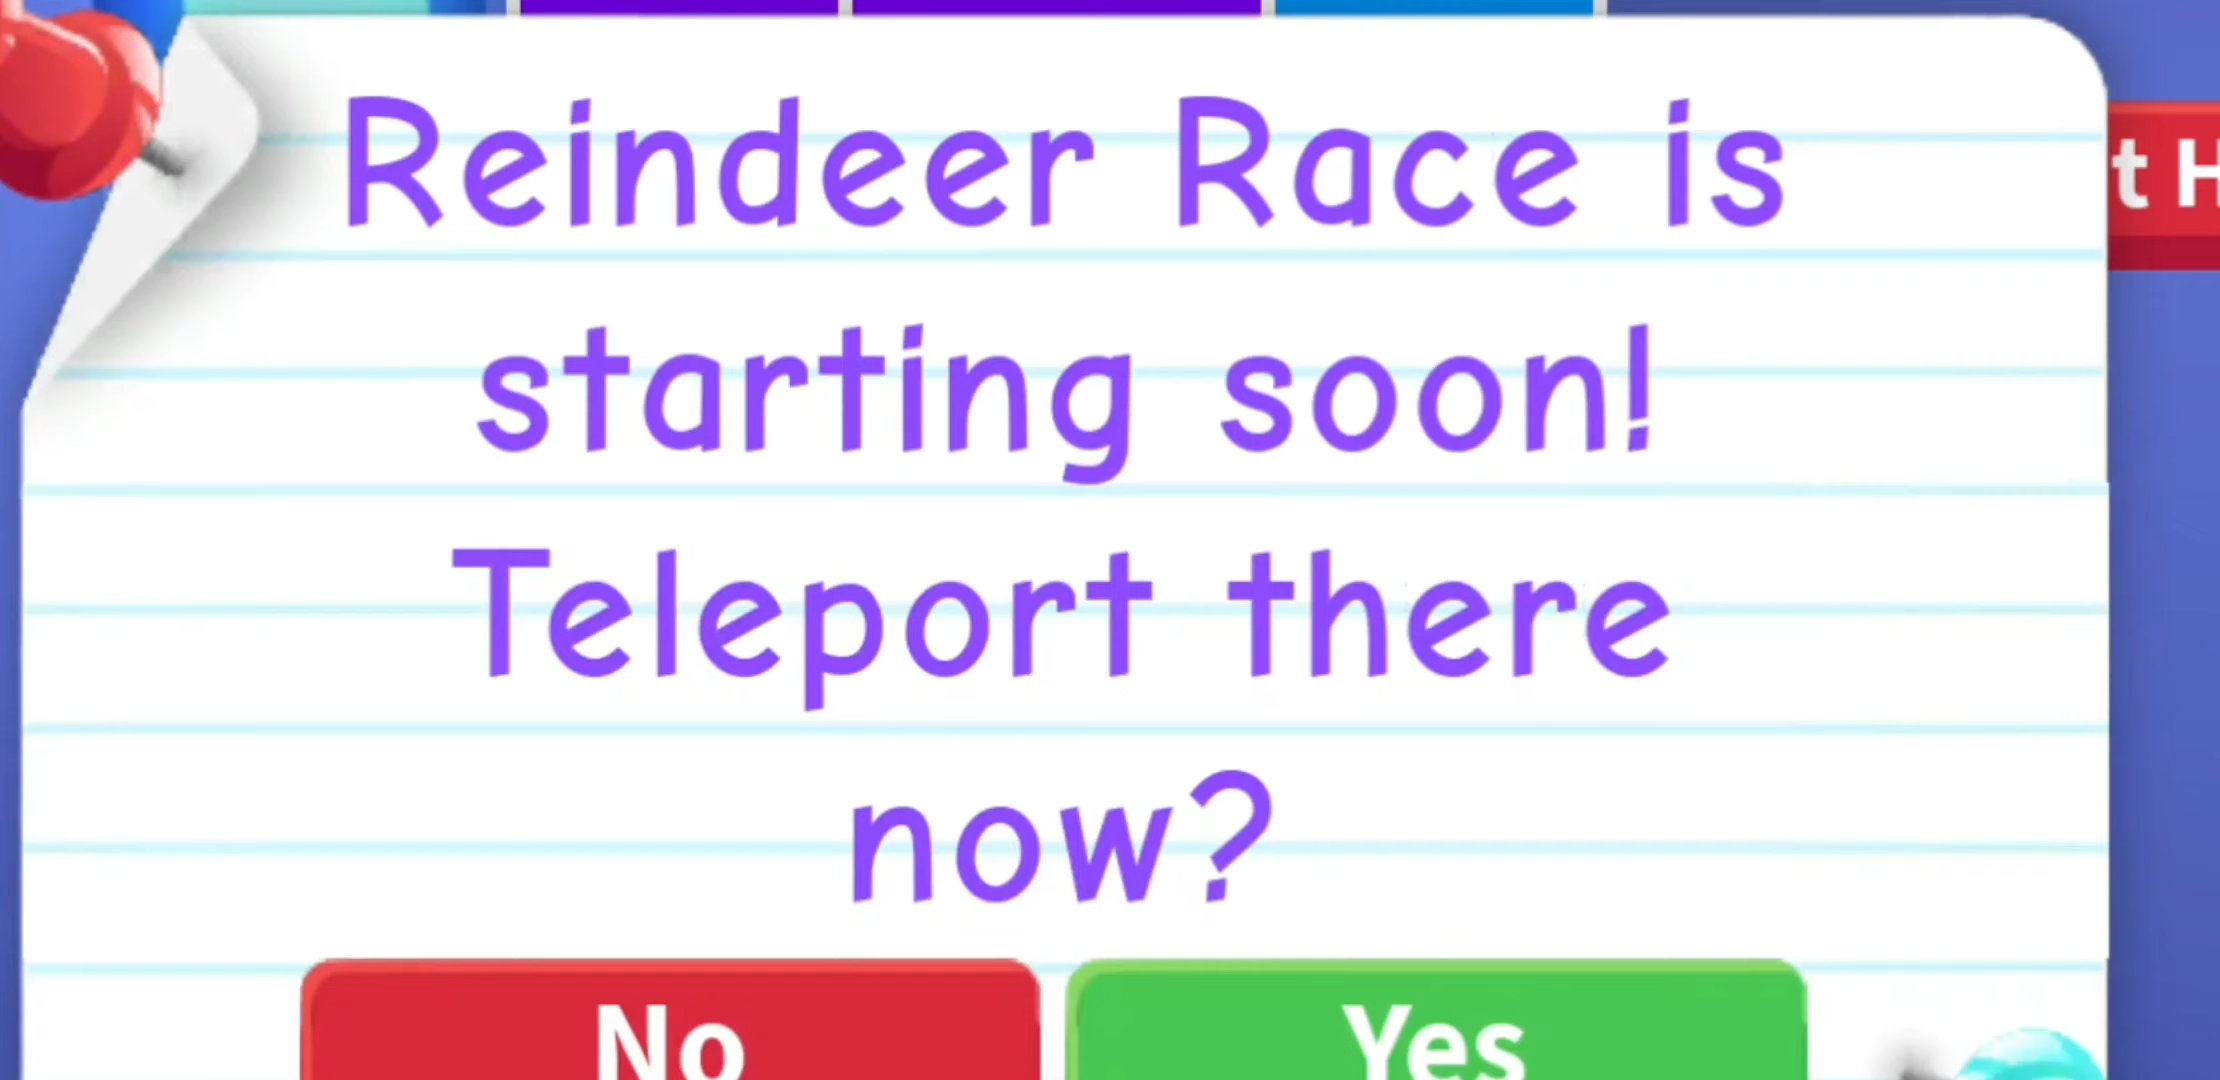 Reindeer Race is
starting soon!
Teleport there
now?
No
Yes
t H